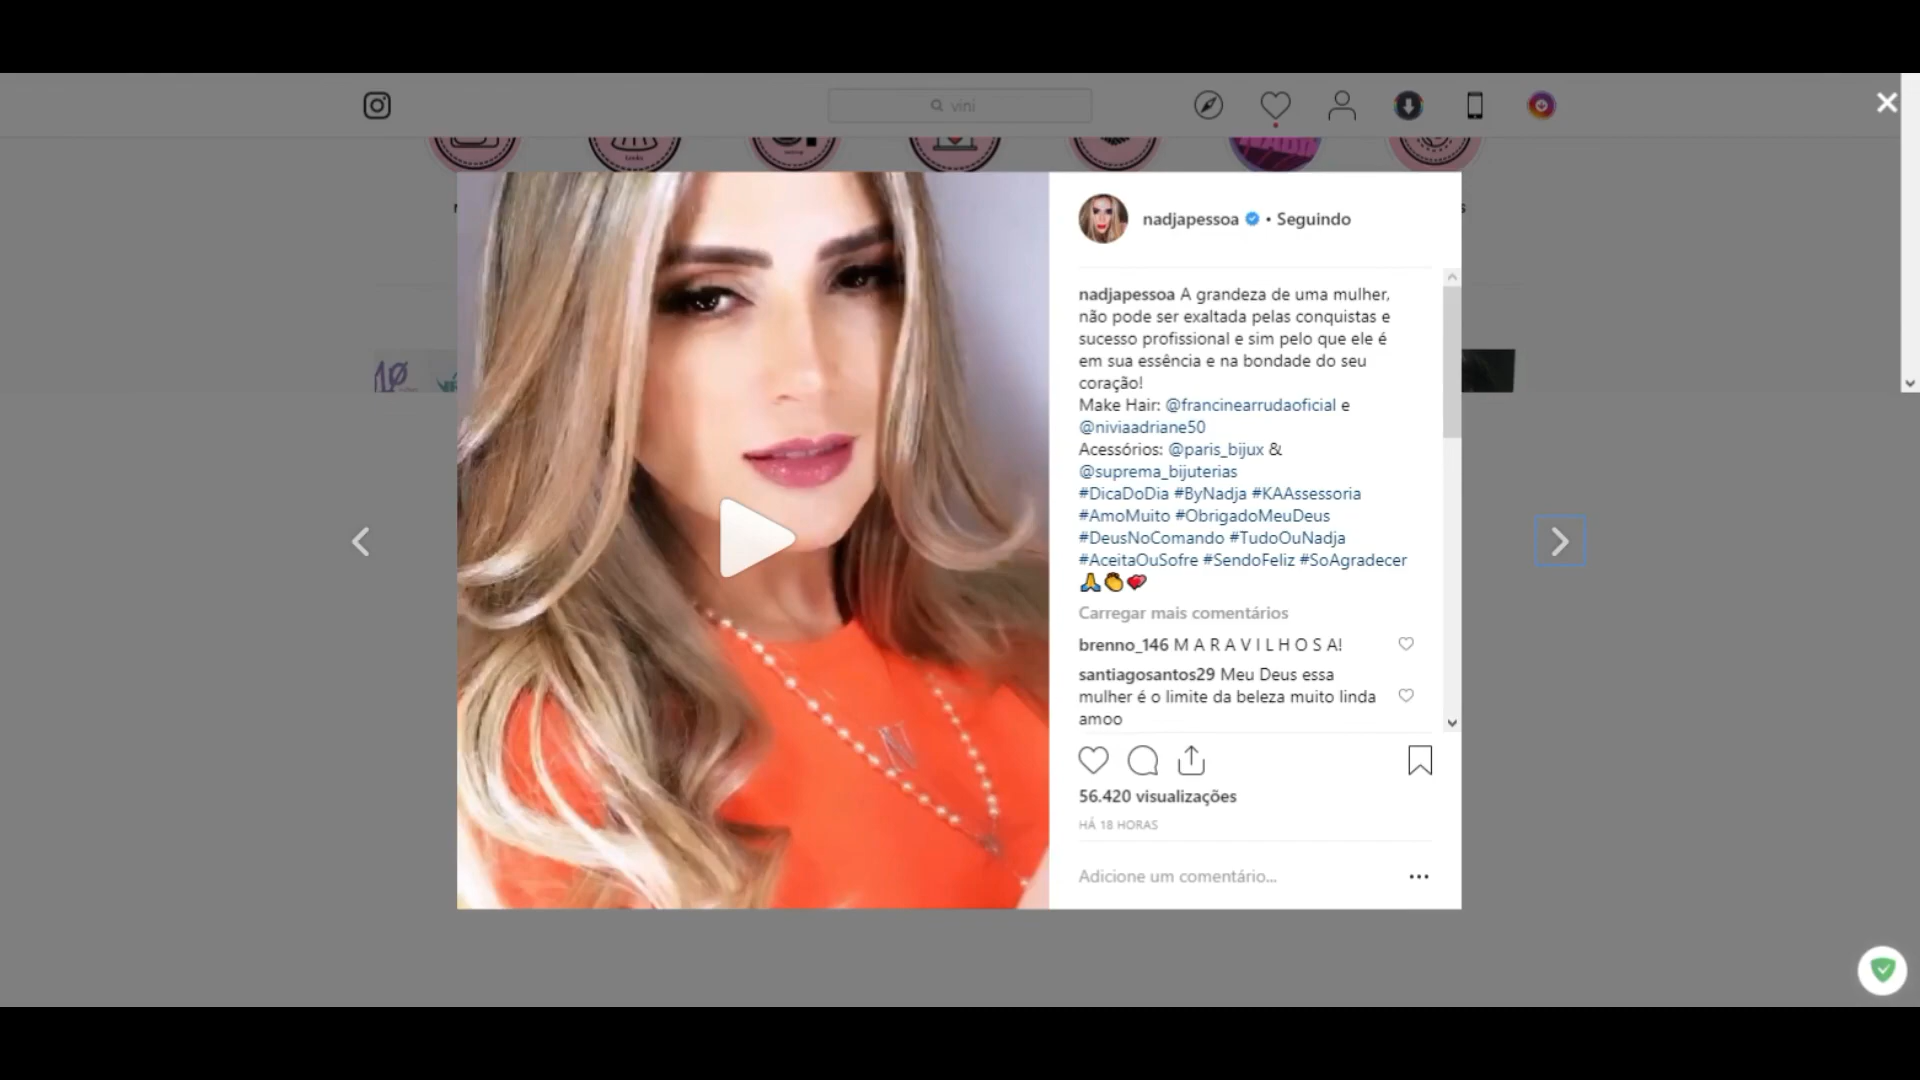 vini
nadjapessoa • Seguindo
nadjapessoa A grandeza de uma mulher,
não pode ser exaltada pelas conquistas e
sucesso profissional e sim pelo que ele é
em sua essência e na bondade do seu
coração!
Make Hair: @francinearrudaoficial e
@niviaadriane50
Acessórios: @paris_bijux &
@suprema_bijuterias
#DicaDoDia #ByNadja #KAAssessoria
#AmoMuito #ObrigadoMeuDeus
#DeusNoComando #TudoOuNadja
#AceitaOuSofre #SendoFeliz #SoAgradecer
🙏👏💕
Carregar mais comentários
brenno_146 M A R A V I L H O S A!
santiagosantos29 Meu Deus essa
mulher é o limite da beleza muito linda
amoo
56.420 visualizações
HÁ 18 HORAS
Adicione um comentário...
N